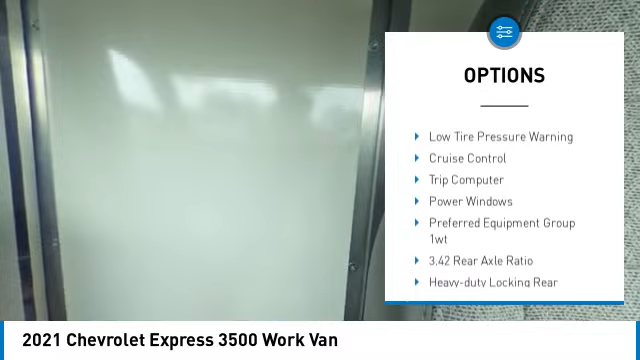 OPTIONS
Low Tire Pressure Warning
Cruise Control
Trip Computer
Power Windows
Preferred Equipment Group
1wt
3.42 Rear Axle Ratio
Heavy-duty Locking Rear
2021 Chevrolet Express 3500 Work Van